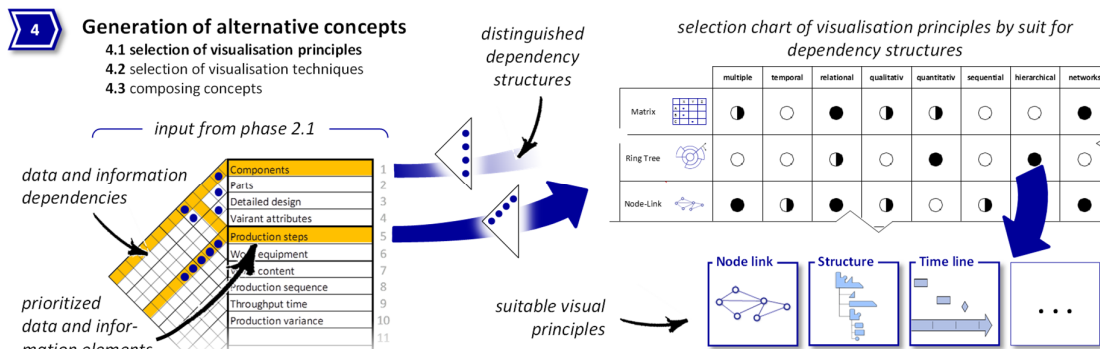 4
Generation of alternative concepts
4.1 selection of visualisation principles
4.2 selection of visualisation techniques
4.3 composing concepts
input from phase 2.1
data and information
dependencies
prioritized
data and infor-
mation elements
Components 1
Parts 2
Detailed design 3
Vairant attributes 4
Production steps 5
equipment 6
content 7
Production sequence 8
Throughput time 9
Production variance 10
11
distinguished
dependency
structures
suitable visual
principles
selection chart of visualisation principles by suit for
dependency structures
multiple temporal relational qualitativ quantitativ sequential hierarchical networks
Matrix
Ring Tree
Node-Link
Node link
Structure
Time line
...